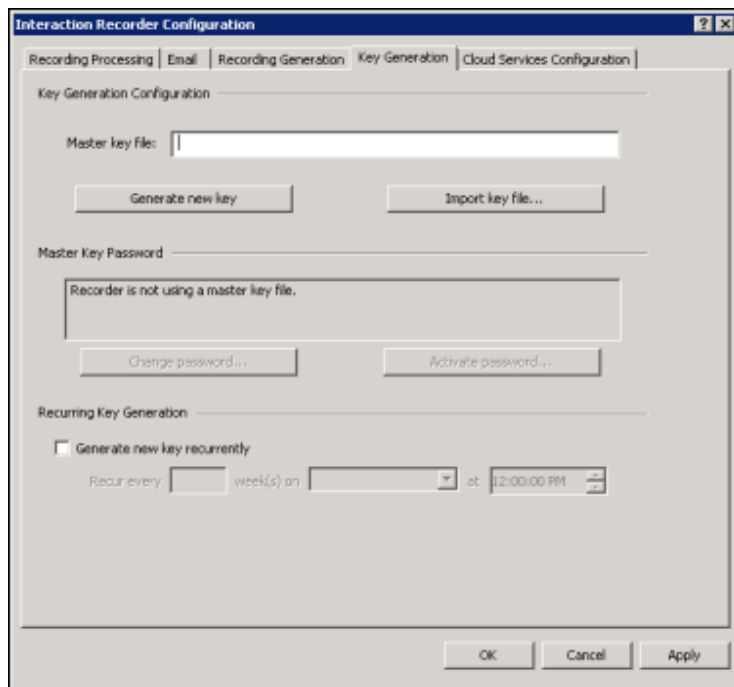 Interaction Recorder Configuration
Recording Processing Email Recording Generation Key Generation Cloud Services Configuration
Key Generation Configuration
Master key file:
Generate new key Import key file...
Master Key Password
Recorder is not using a master key file.
Change password... Activate password...
Recurring Key Generation
Generate new key recurrently
Recur every week(s) on at 12:00:00 PM
OK Cancel Apply